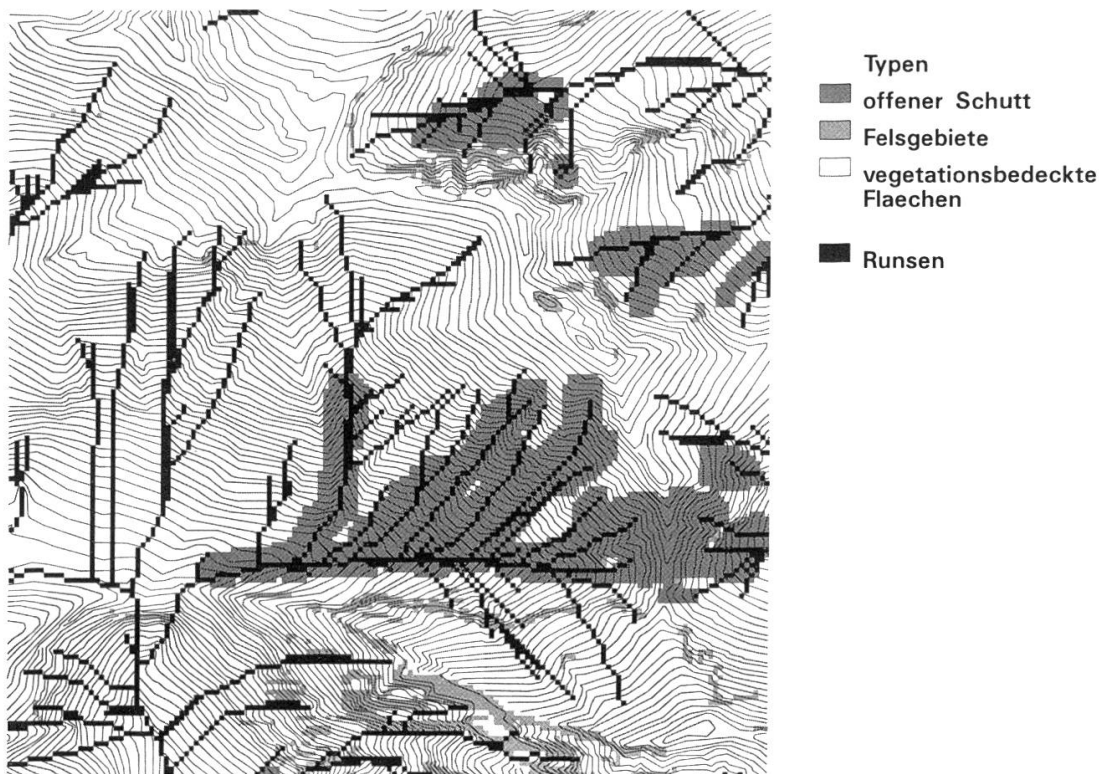 Typen
offener Schutt
Felsgebiete
vegetationsbedeckte
Flaechen
Runsen